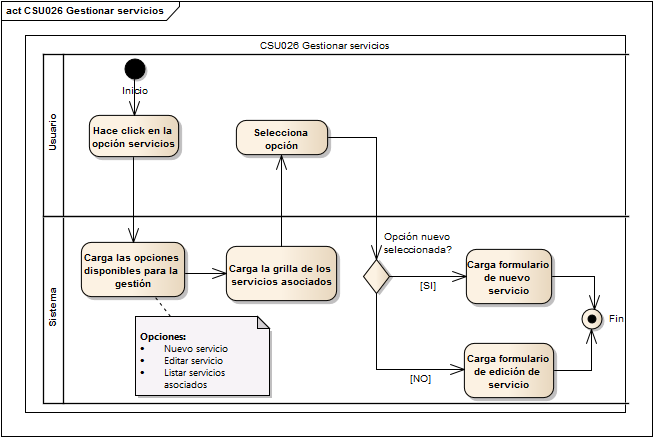 act CSU026 Gestionar servicios
CSU026 Gestionar servicios
Usuario
Inicio
Hace click en la
opción servicios
Selecciona
opción
Sistema
Carga las opciones
disponibles para la
gestión
Carga la grilla de los
servicios asociados
Opción nuevo
seleccionada?
[SI]
Carga formulario
de nuevo
servicio
Fin
Opciones:
• Nuevo servicio
• Editar servicio
• Listar servicios
asociados
[NO]
Carga formulario
de edición de
servicio